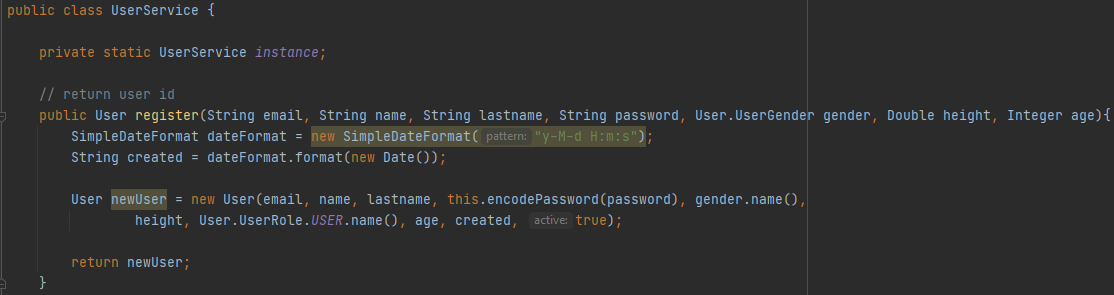 public class UserService {
private static UserService instance;
// return user id
public User register(String email, String name, String lastname, String password, User.UserGender gender, Double height, Integer age){
SimpleDateFormat dateFormat = new SimpleDateFormat( pattern: "y-M-d H:m:s");
String created = dateFormat.format(new Date());
User newUser = new User(email, name, lastname, this.encodePassword(password), gender.name(),
height, User.UserRole.USER.name(), age, created, active: true);
return newUser;
}